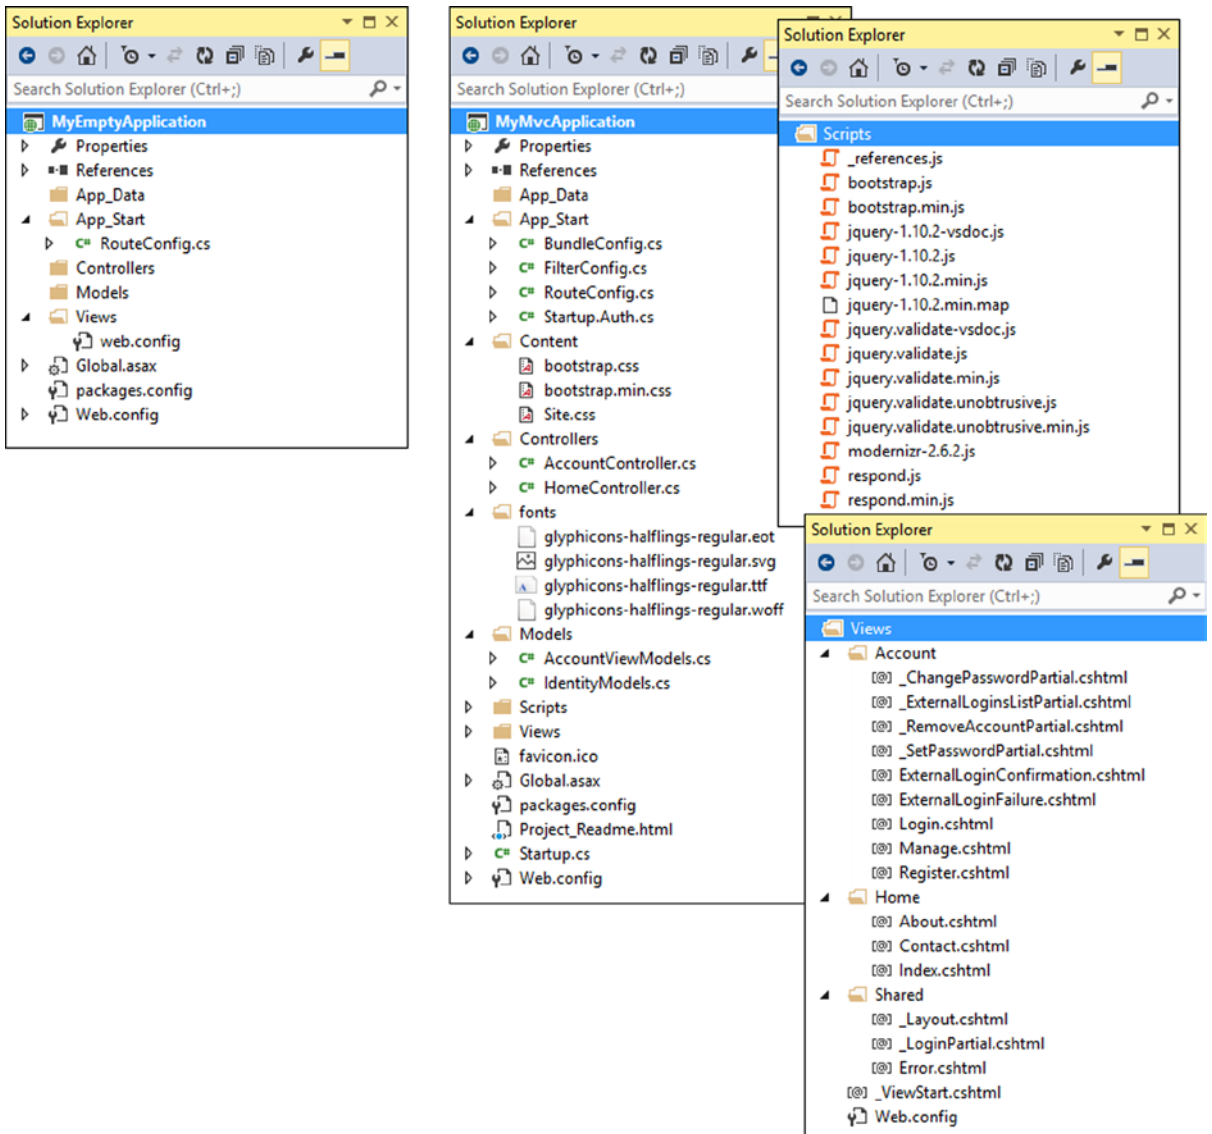 Solution Explorer
Search Solution Explorer (Ctrl+;)
MyEmptyApplication
Properties
References
App_Data
App_Start
C# RouteConfig.cs
Controllers
Models
Views
web.config
Global.asax
packages.config
Web.config
Solution Explorer
Search Solution Explorer (Ctrl+;)
MyMvcApplication
Properties
References
App_Data
App_Start
C# BundleConfig.cs
C# FilterConfig.cs
C# RouteConfig.cs
C# Startup.Auth.cs
Content
bootstrap.css
bootstrap.min.css
Site.css
Controllers
C# AccountController.cs
C# HomeController.cs
fonts
glyphicons-halflings-regular.eot
glyphicons-halflings-regular.svg
glyphicons-halflings-regular.ttf
glyphicons-halflings-regular.woff
Models
C# AccountViewModels.cs
C# IdentityModels.cs
Scripts
Views
favicon.ico
Global.asax
packages.config
Project_Readme.html
C# Startup.cs
Web.config
Solution Explorer
Search Solution Explorer (Ctrl+;)
Scripts
_references.js
bootstrap.js
bootstrap.min.js
jquery-1.10.2-vsdoc.js
jquery-1.10.2.js
jquery-1.10.2.min.js
jquery-1.10.2.min.map
jquery.validate-vsdoc.js
jquery.validate.js
jquery.validate.min.js
jquery.validate.unobtrusive.js
jquery.validate.unobtrusive.min.js
modernizr-2.6.2.js
respond.js
respond.min.js
Solution Explorer
Search Solution Explorer (Ctrl+;)
Views
Account
[@] _ChangePasswordPartial.cshtml
[@] _ExternalLoginsListPartial.cshtml
[@] _RemoveAccountPartial.cshtml
[@] _SetPasswordPartial.cshtml
[@] ExternalLoginConfirmation.cshtml
[@] ExternalLoginFailure.cshtml
[@] Login.cshtml
[@] Manage.cshtml
[@] Register.cshtml
Home
[@] About.cshtml
[@] Contact.cshtml
[@] Index.cshtml
Shared
[@] _Layout.cshtml
[@] _LoginPartial.cshtml
[@] Error.cshtml
[@] _ViewStart.cshtml
Web.config